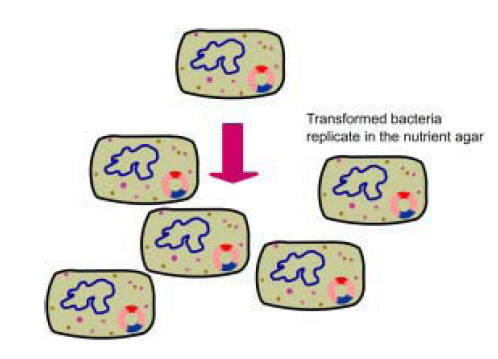 Transformed bacteria
replicate in the nutrient agar